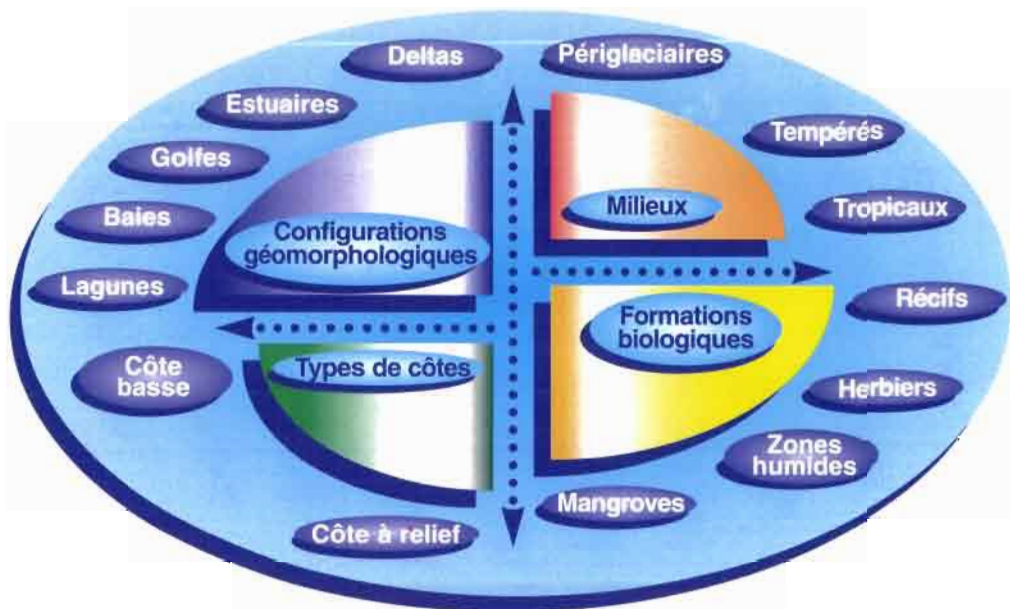 Deltas
Périglaciaires
Estuaires
Tempérés
Golfes
Milieux
Tropicaux
Baies
Configurations
géomorphologiques
Lagunes
Récifs
Formations
biologiques
Côte
basse
Types de côtes
Herbiers
Zones
humides
Mangroves
Côte à relief